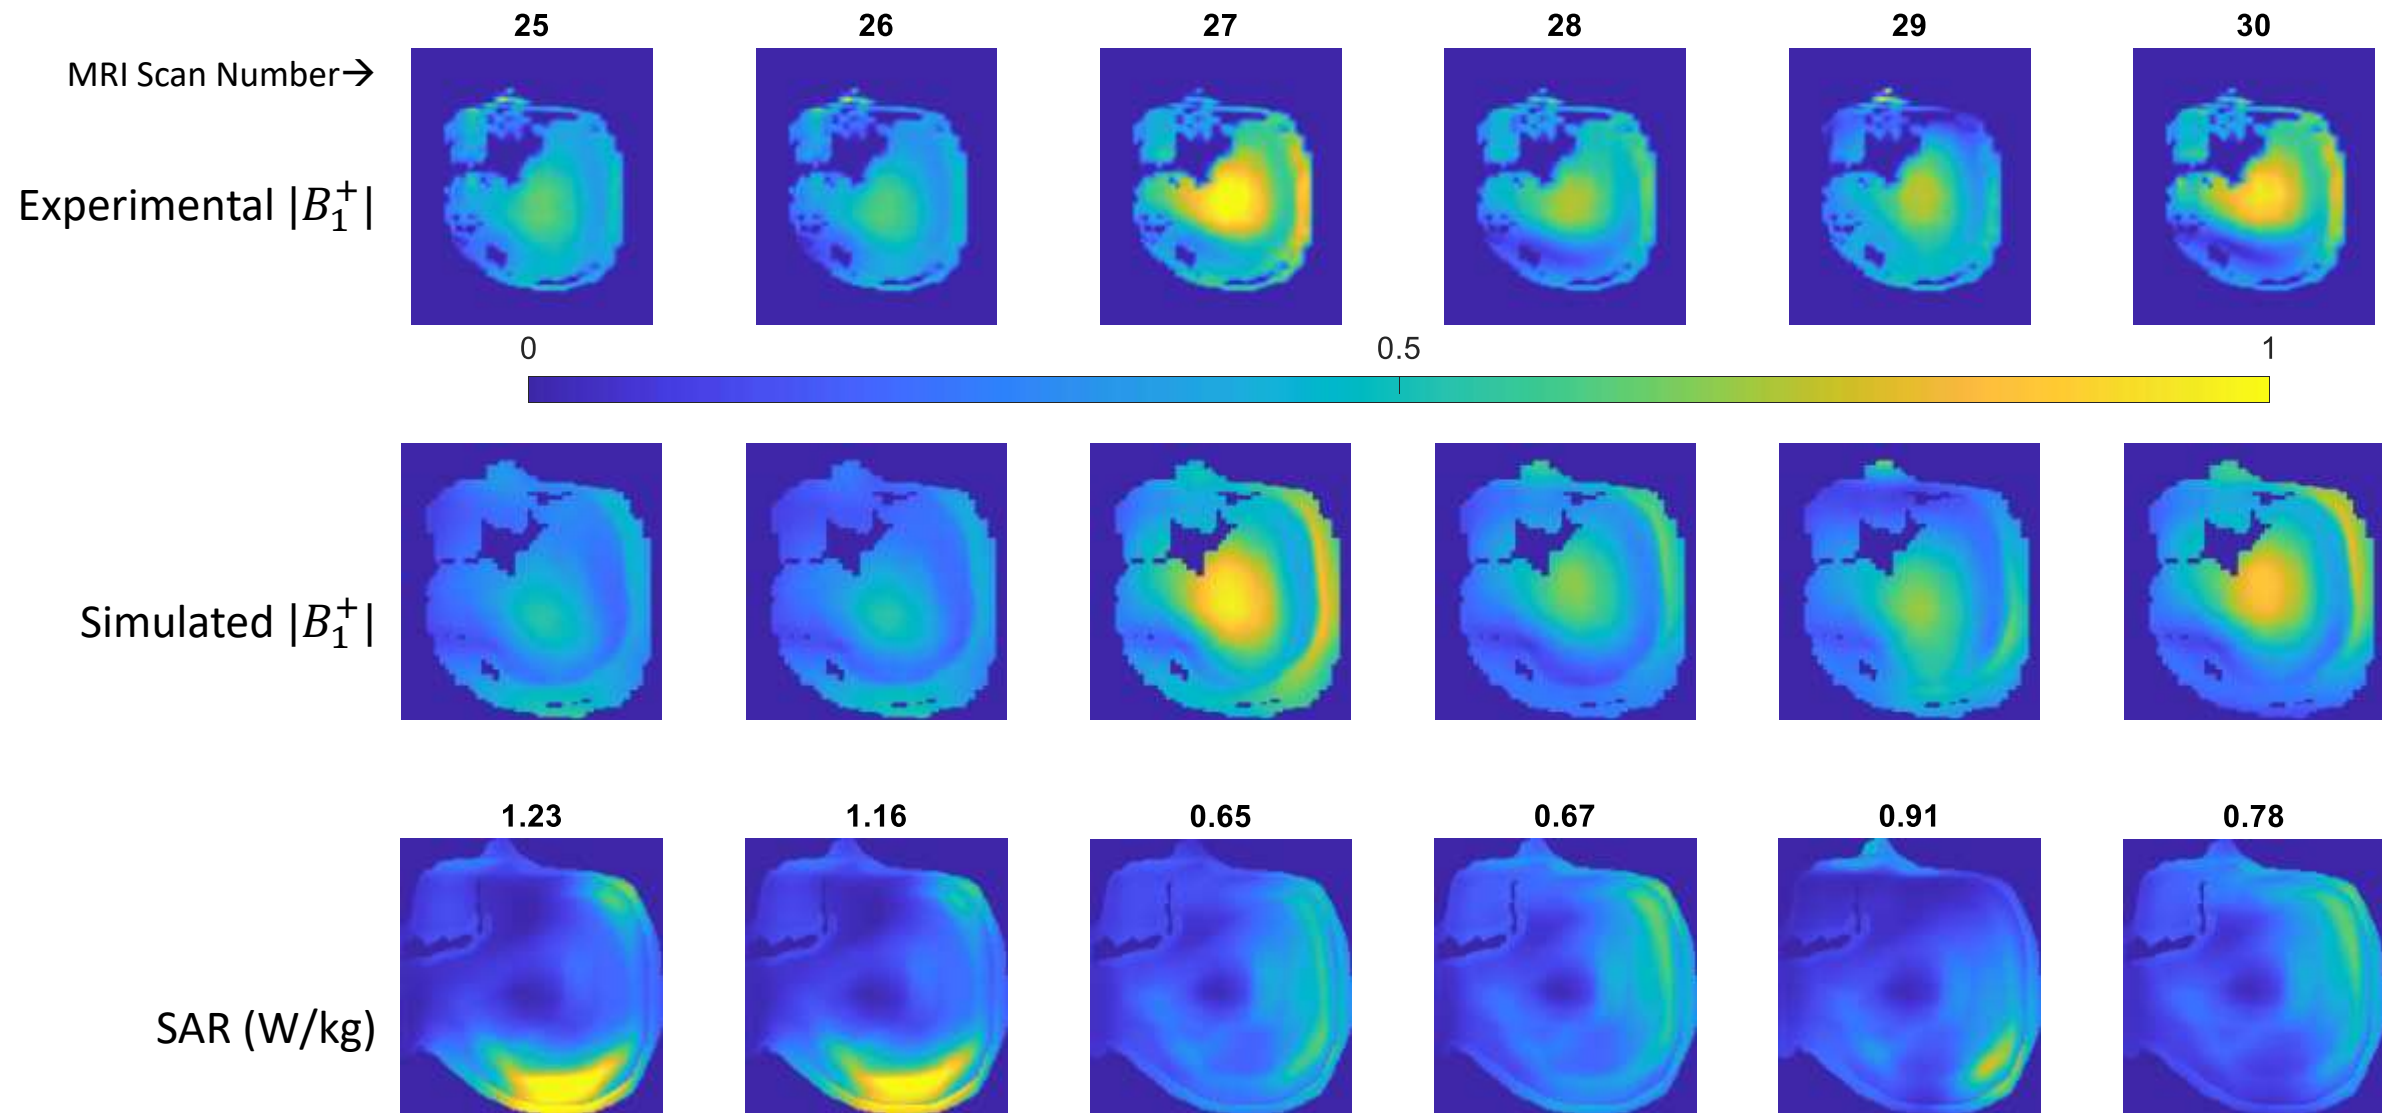 25 26 27 28 29 30
MRI Scan Number→
Experimental |B₁⁺|
0 0.5 1
Simulated |B₁⁺|
1.23 1.16 0.65 0.67 0.91 0.78
SAR (W/kg)